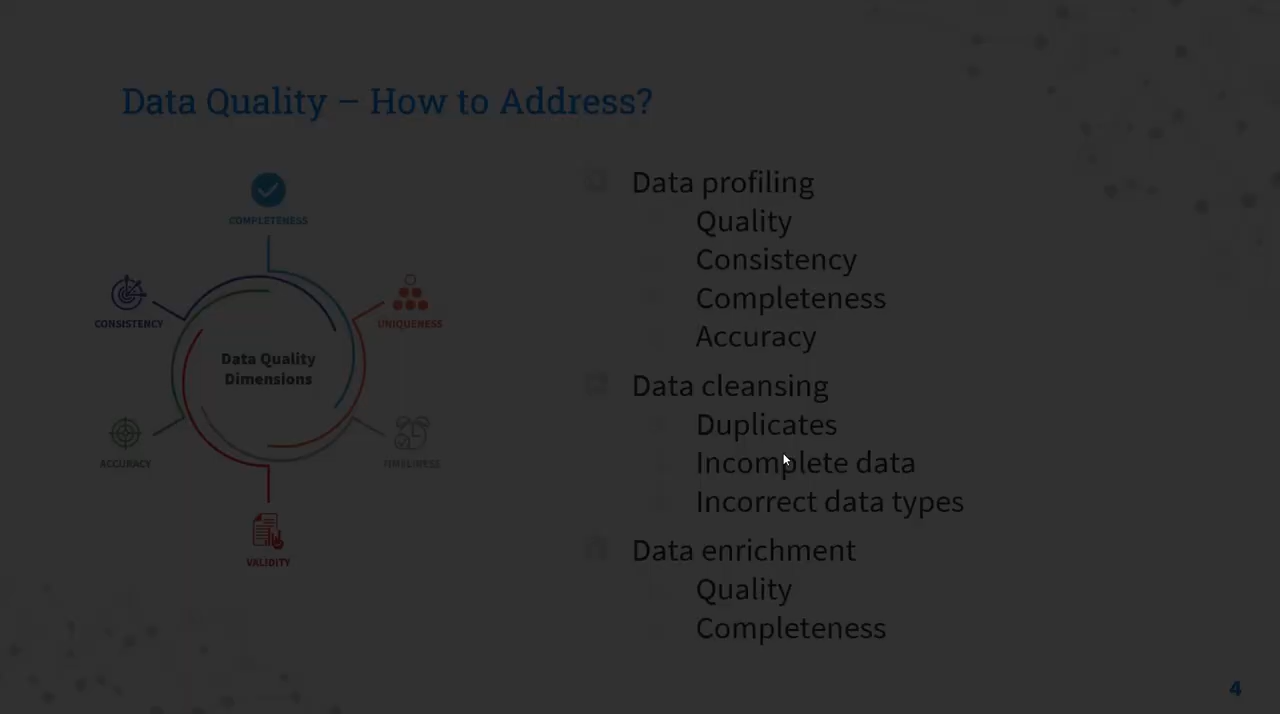 Data Quality – How to Address?
COMPLETENESS
CONSISTENCY
UNIQUENESS
Data Quality
Dimensions
ACCURACY
TIMELINESS
VALIDITY
Data profiling
Quality
Consistency
Completeness
Accuracy
Data cleansing
Duplicates
Incomplete data
Incorrect data types
Data enrichment
Quality
Completeness
4